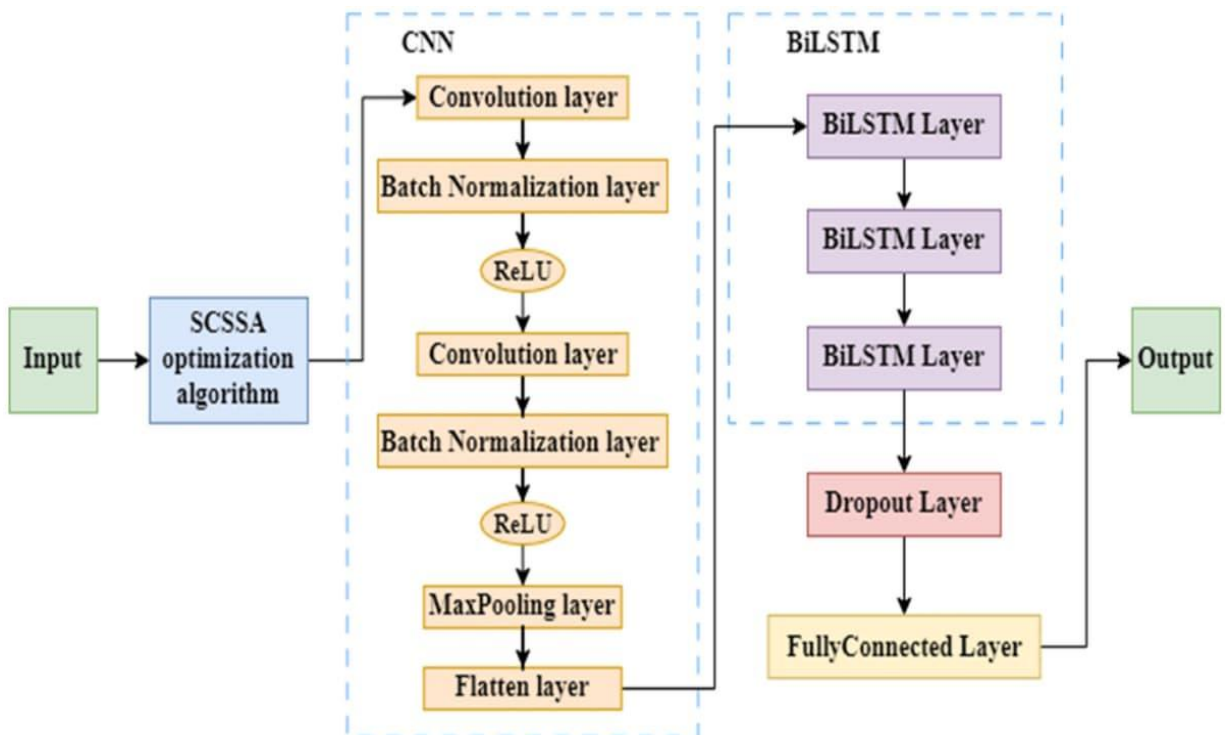 Input
SCSSA
optimization
algorithm
CNN
Convolution layer
Batch Normalization layer
ReLU
Convolution layer
Batch Normalization layer
ReLU
MaxPooling layer
Flatten layer
BiLSTM
BiLSTM Layer
BiLSTM Layer
BiLSTM Layer
Dropout Layer
FullyConnected Layer
Output